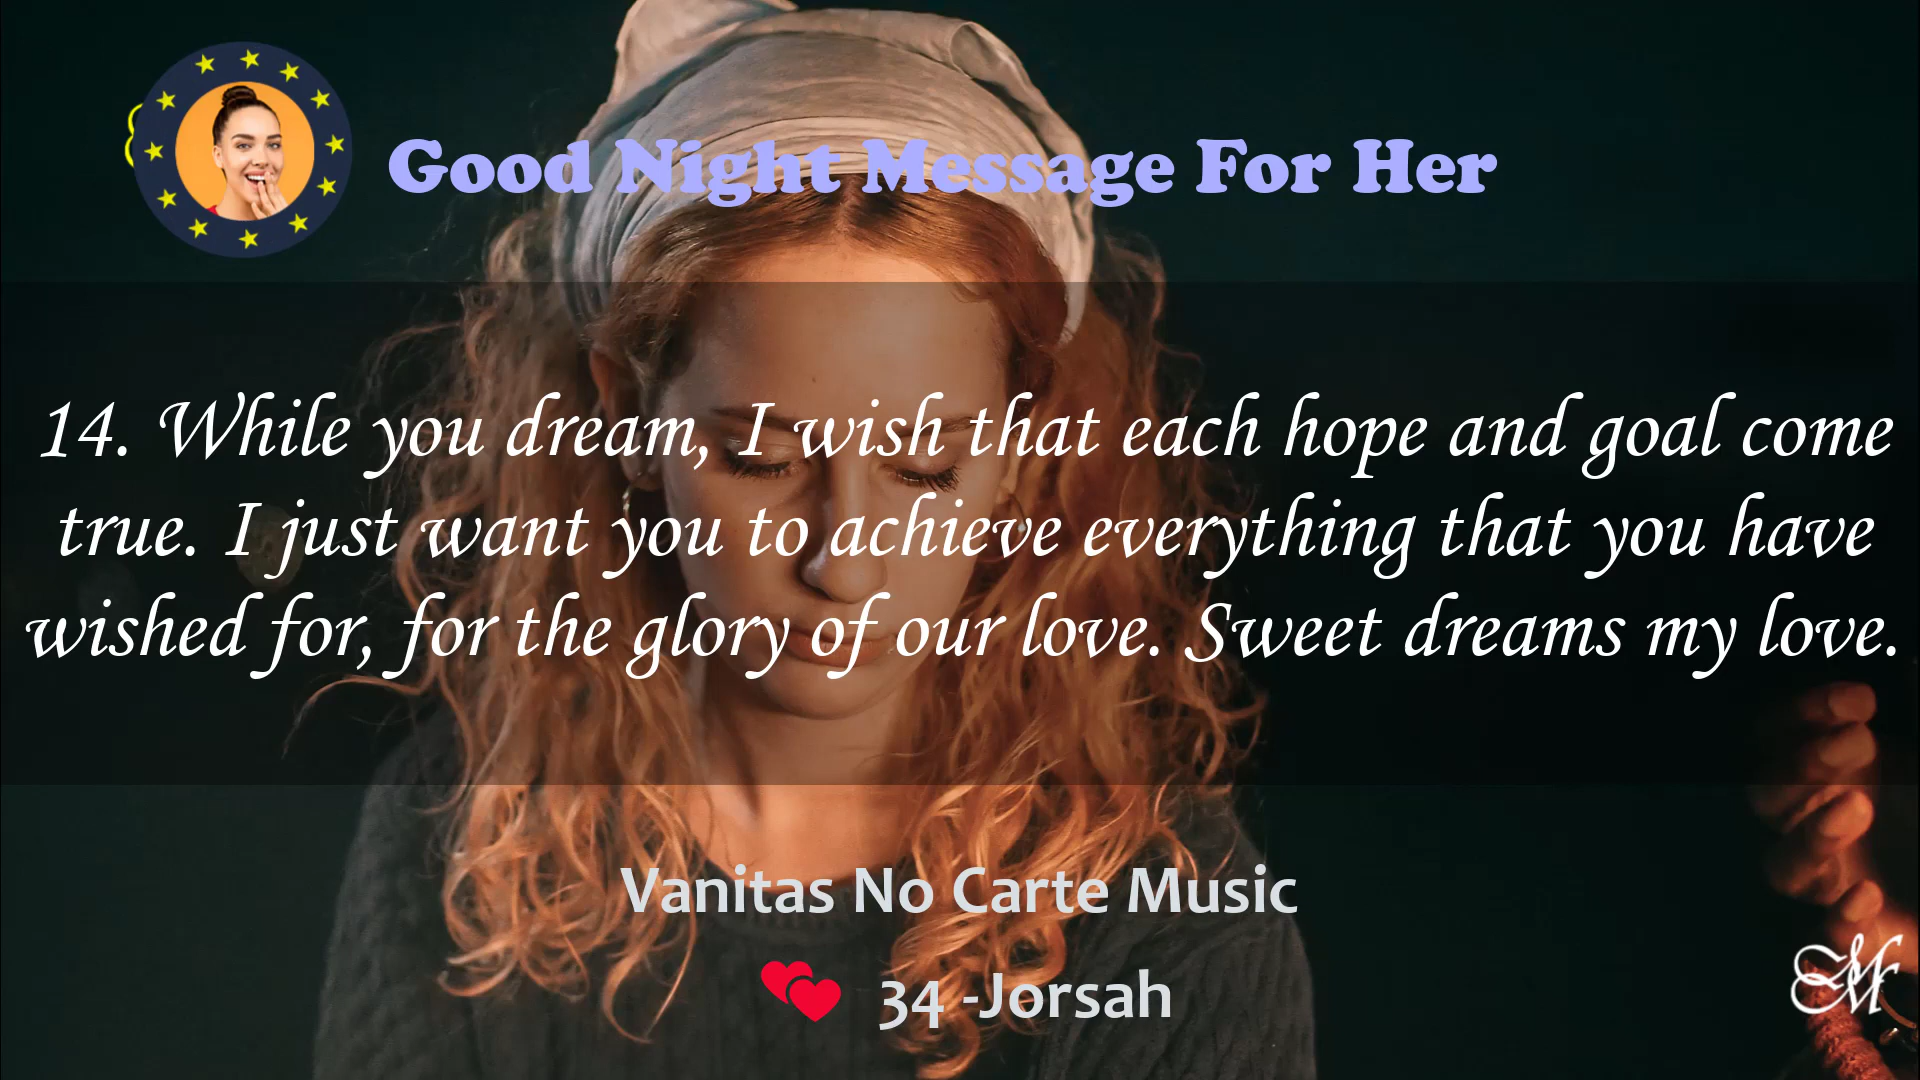 Good Night Message For Her
14. While you dream, I wish that each hope and goal come
true. I just want you to achieve everything that you have
wished for, for the glory of our love. Sweet dreams my love.
Vanitas No Carte Music
34 -Jorsah